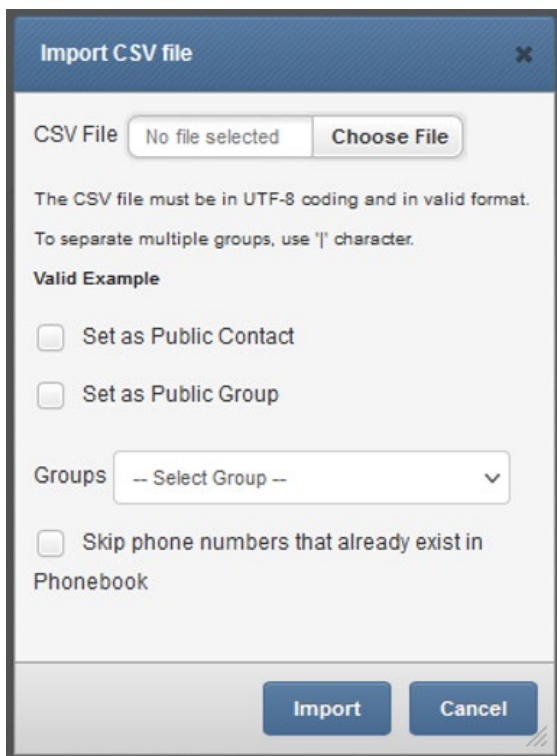 Import CSV file
CSV File No file selected Choose File
The CSV file must be in UTF-8 coding and in valid format.
To separate multiple groups, use '|' character.
Valid Example
Set as Public Contact
Set as Public Group
Groups -- Select Group --
Skip phone numbers that already exist in
Phonebook
Import Cancel